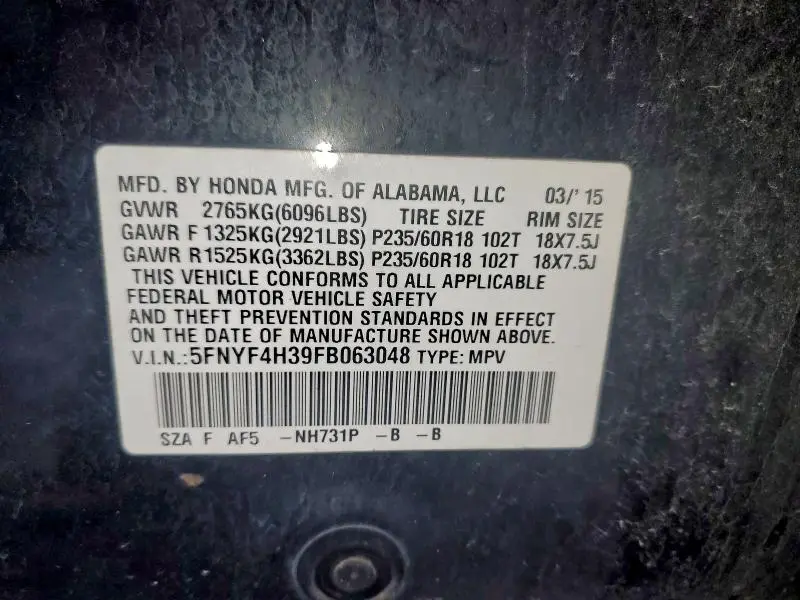 MFD. BY HONDA MFG. OF ALABAMA, LLC 03/' 15
GVWR 2765KG(6096LBS) TIRE SIZE RIM SIZE
GAWR F 1325KG(2921LBS) P235/60R18 102T 18X7.5J
GAWR R1525KG(3362LBS) P235/60R18 102T 18X7.5J
THIS VEHICLE CONFORMS TO ALL APPLICABLE
FEDERAL MOTOR VEHICLE SAFETY
AND THEFT PREVENTION STANDARDS IN EFFECT
ON THE DATE OF MANUFACTURE SHOWN ABOVE.
V.I.N.:5FNYF4H39FB063048 TYPE: MPV
SZA F AF5 -NH731P -B -B